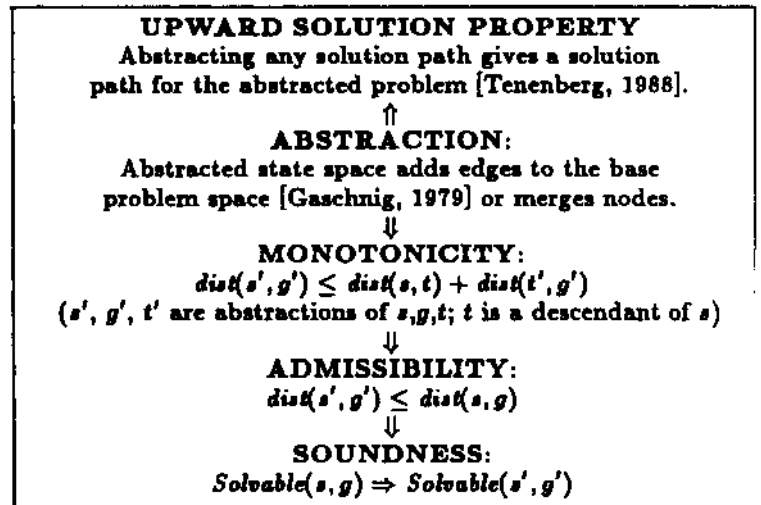 UPWARD SOLUTION PROPERTY
Abstracting any solution path gives a solution
path for the abstracted problem [Tenenberg, 1988].
⇑
ABSTRACTION:
Abstracted state space adds edges to the base
problem space [Gaschnig, 1979] or merges nodes.
⇓
MONOTONICITY:
dist(s′, g′) ≤ dist(s, t) + dist(t′, g′)
(s′, g′, t′ are abstractions of s,g,t; t is a descendant of s)
⇓
ADMISSIBILITY:
dist(s′, g′) ≤ dist(s, g)
⇓
SOUNDNESS:
Solvable(s, g) ⇒ Solvable(s′, g′)